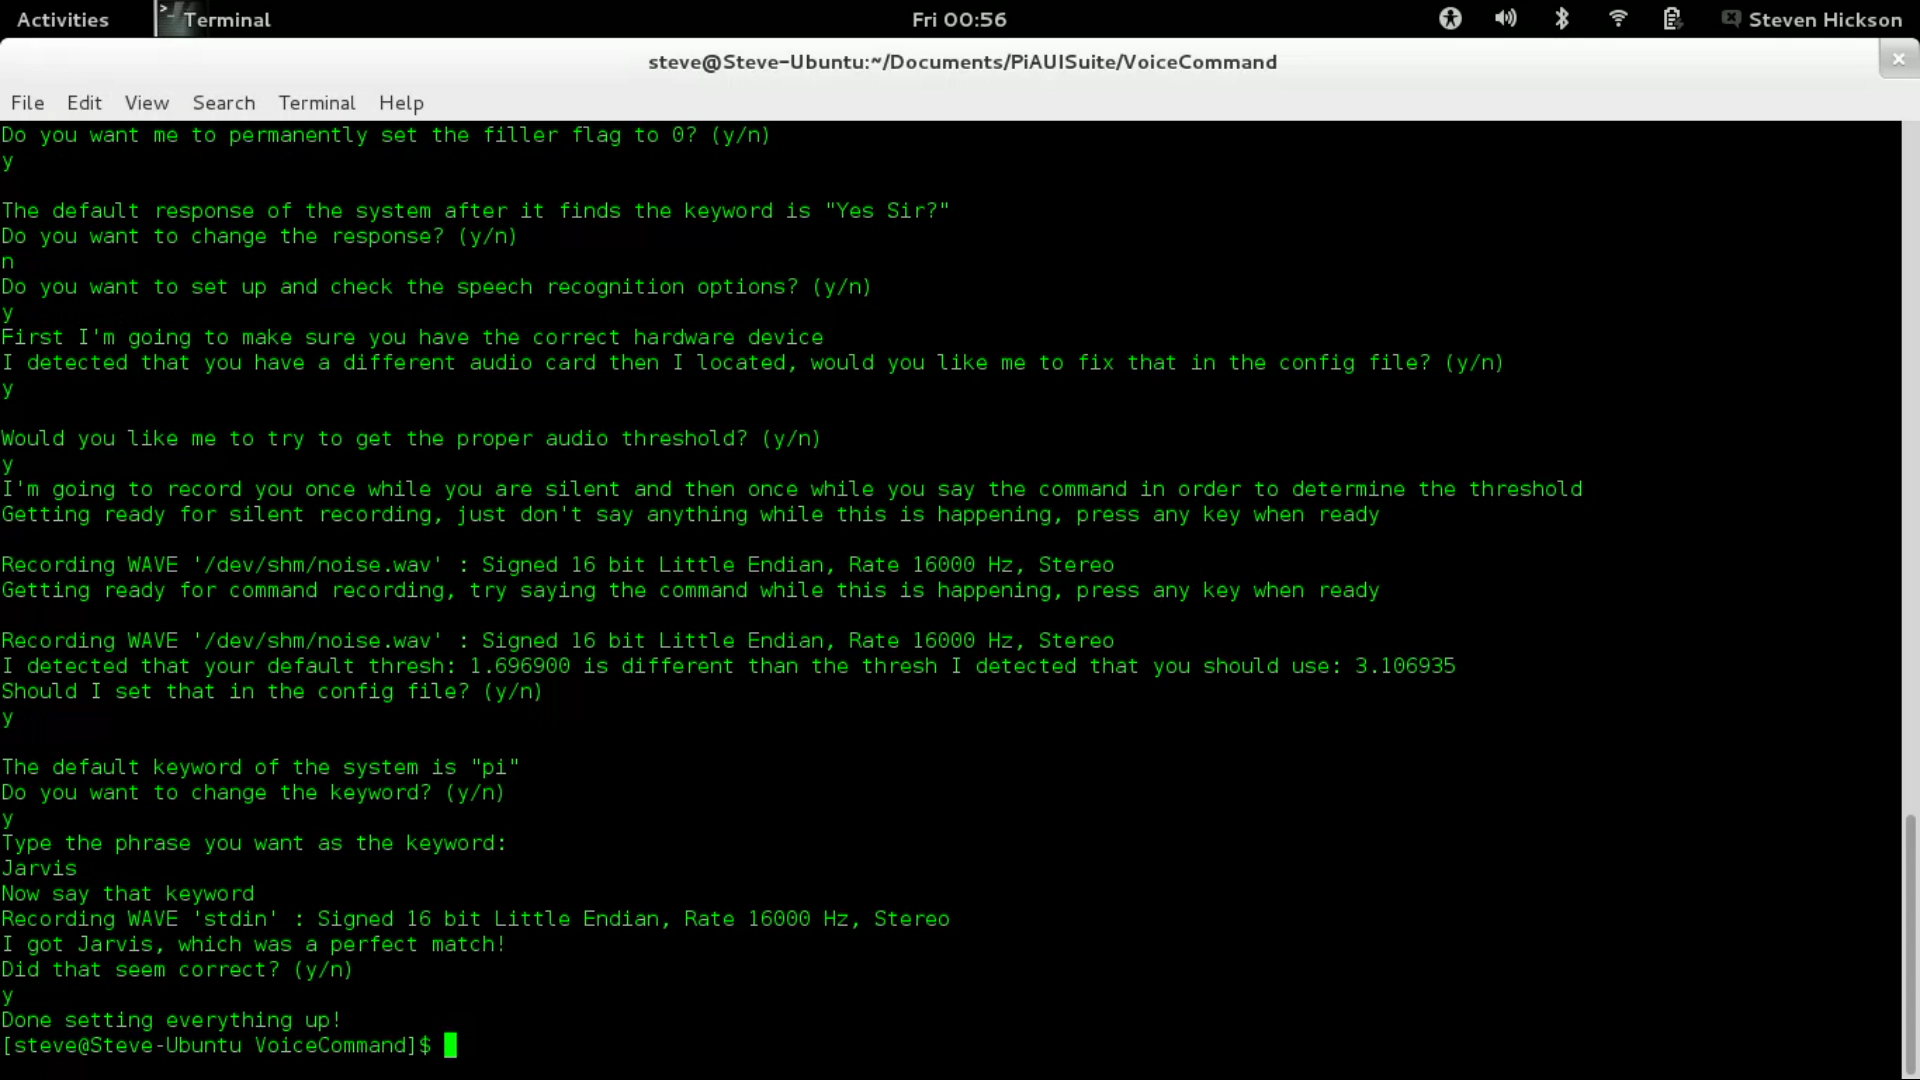 Activities
Terminal
Fri 00:56
Steven Hickson
steve@Steve-Ubuntu:~/Documents/PiAUISuite/VoiceCommand
File Edit View Search Terminal Help
Do you want me to permanently set the filler flag to 0? (y/n)
y
The default response of the system after it finds the keyword is "Yes Sir?"
Do you want to change the response? (y/n)
n
Do you want to set up and check the speech recognition options? (y/n)
y
First I'm going to make sure you have the correct hardware device
I detected that you have a different audio card then I located, would you like me to fix that in the config file? (y/n)
y
Would you like me to try to get the proper audio threshold? (y/n)
y
I'm going to record you once while you are silent and then once while you say the command in order to determine the threshold
Getting ready for silent recording, just don't say anything while this is happening, press any key when ready
Recording WAVE '/dev/shm/noise.wav' : Signed 16 bit Little Endian, Rate 16000 Hz, Stereo
Getting ready for command recording, try saying the command while this is happening, press any key when ready
Recording WAVE '/dev/shm/noise.wav' : Signed 16 bit Little Endian, Rate 16000 Hz, Stereo
I detected that your default thresh: 1.696900 is different than the thresh I detected that you should use: 3.106935
Should I set that in the config file? (y/n)
y
The default keyword of the system is "pi"
Do you want to change the keyword? (y/n)
y
Type the phrase you want as the keyword:
Jarvis
Now say that keyword
Recording WAVE 'stdin' : Signed 16 bit Little Endian, Rate 16000 Hz, Stereo
I got Jarvis, which was a perfect match!
Did that seem correct? (y/n)
y
Done setting everything up!
[steve@Steve-Ubuntu VoiceCommand]$